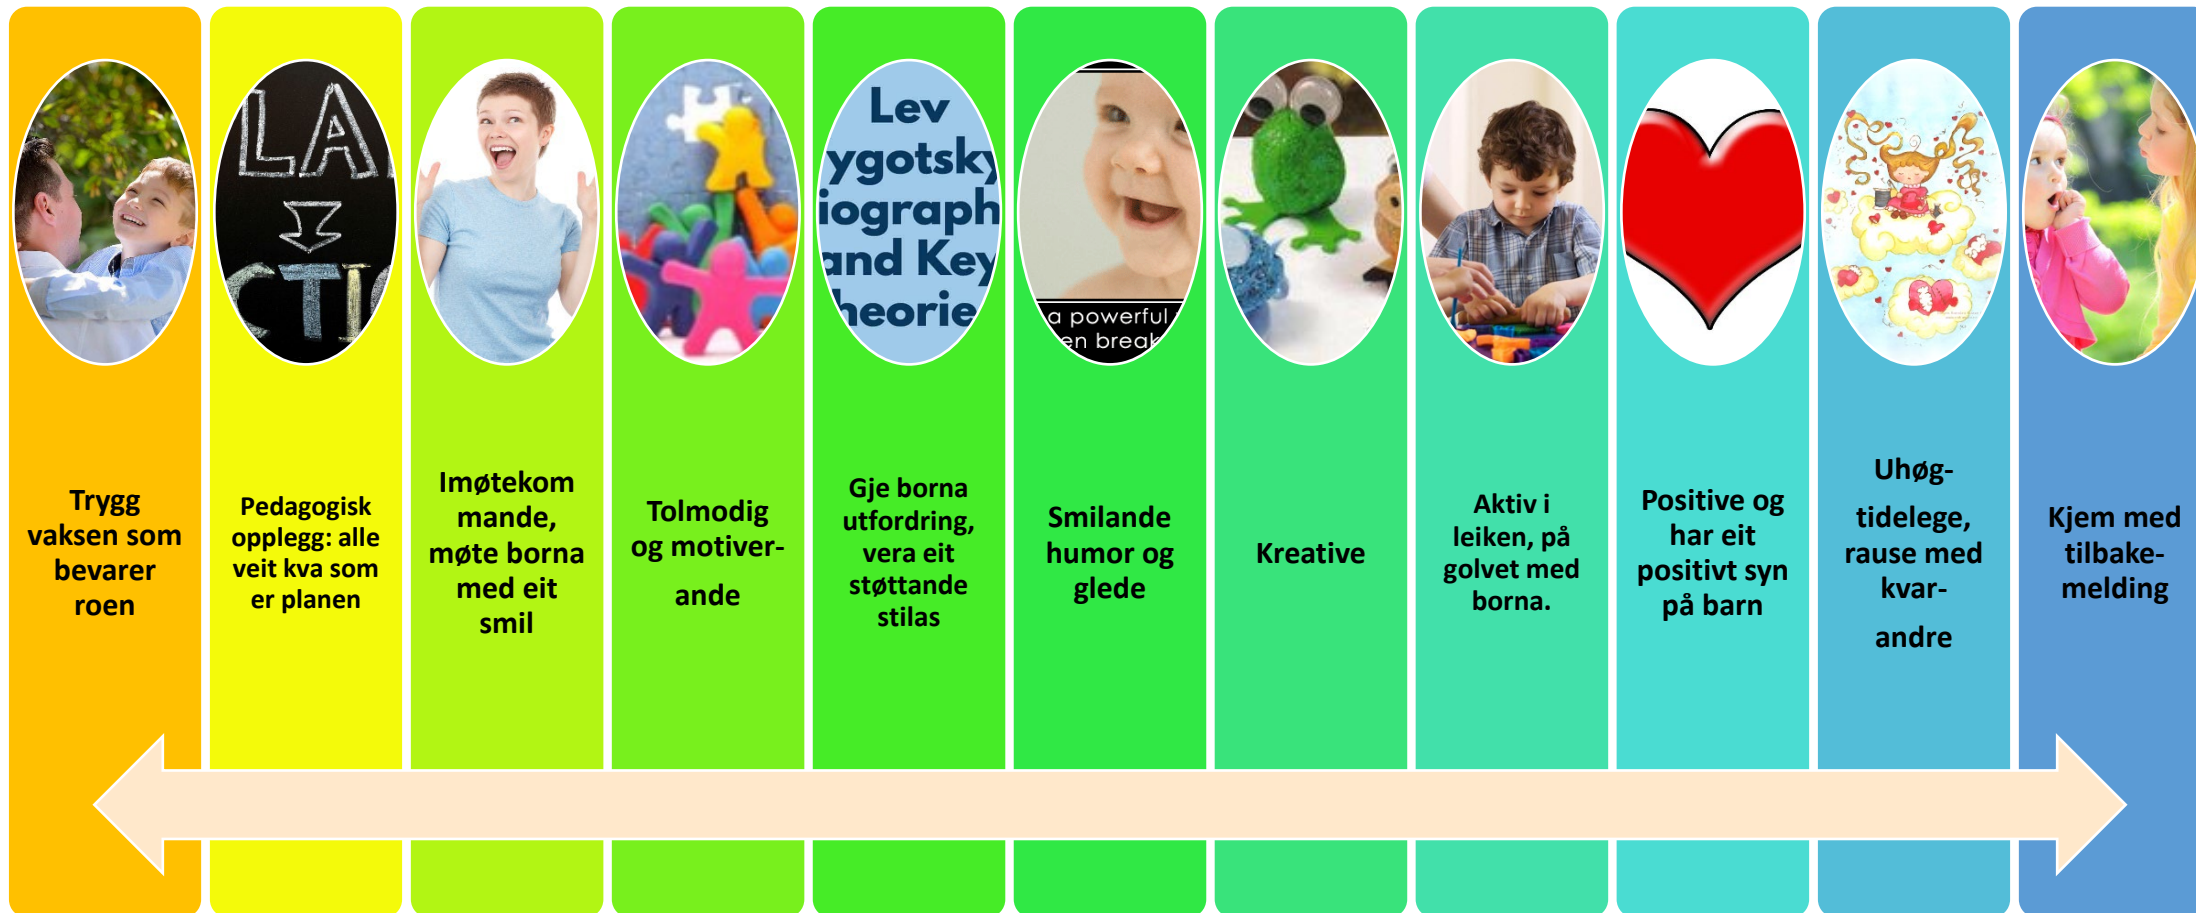 LA
CTI
Lev
ygotsky
iograph
and Key
heorie
a powerful
en break
Trygg
vaksen som
bevarer
roen
Pedagogisk
opplegg: alle
veit kva som
er planen
Imøtekom
mande,
møte borna
med eit
smil
Tolmodig
og motiver-
ande
Gje borna
utfordring,
vera eit
støttande
stilas
Smilande
humor og
glede
Kreative
Aktiv i
leiken, på
golvet med
borna.
Positive og
har eit
positivt syn
på barn
Uhøg-
tidelege,
rause med
kvar-
andre
Kjem med
tilbake-
melding